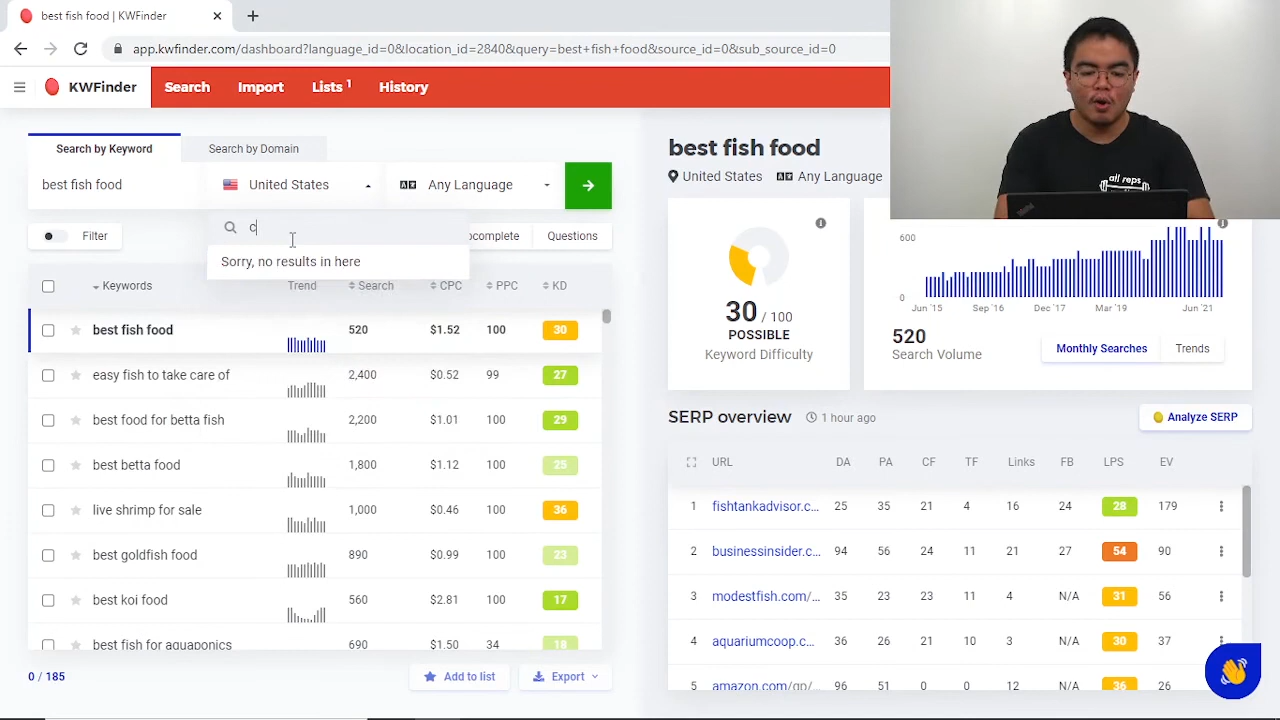 best fish food | KWFinder
app.kwfinder.com/dashboard?language_id=0&location_id=2840&query=best+fish+food&source_id=0&sub_source_id=0
KWFinder
Search
Import
Lists 1
History
all reps
Search by Keyword
Search by Domain
best fish food
United States
Any Language
c
Filter
ocomplete
Questions
Sorry, no results in here
Keywords Trend Search CPC PPC KD
best fish food 520 $1.52 100 30
easy fish to take care of 2,400 $0.52 99 27
best food for betta fish 2,200 $1.01 100 29
best betta food 1,800 $1.12 100 25
live shrimp for sale 1,000 $0.46 100 36
best goldfish food 890 $0.99 100 23
best koi food 560 $2.81 100 17
best fish for aquaponics 690 $1.50 34 18
0 / 185
Add to list
Export
best fish food
United States Any Language
30 / 100
POSSIBLE
Keyword Difficulty
600
0
Jun '15 Sep '16 Dec '17 Mar '19 Jun '21
520
Search Volume
Monthly Searches
Trends
SERP overview 1 hour ago
Analyze SERP
URL DA PA CF TF Links FB LPS EV
1 fishtankadvisor.c... 25 35 21 4 16 24 28 179
2 businessinsider.c... 94 56 24 11 21 27 54 90
3 modestfish.com/... 35 23 23 11 4 N/A 31 56
4 aquariumcoop.c... 36 26 21 10 3 N/A 30 37
5 amazon.com/gp/... 96 51 0 0 12 N/A 36 26